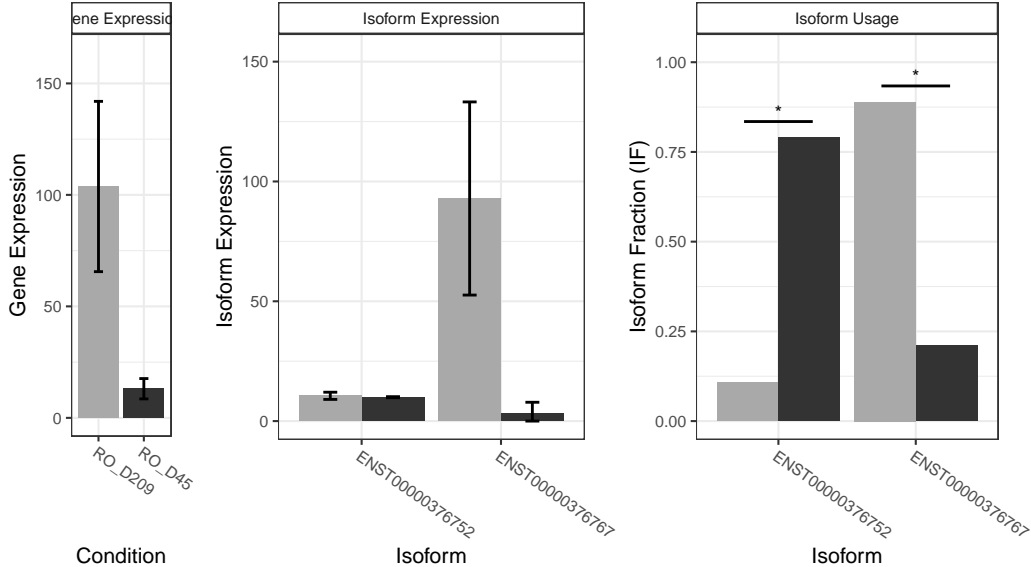 ene Expressio
Gene Expression
150
100
50
0
RO_D209
RO_D45
Condition
Isoform Expression
Isoform Expression
150
100
50
0
ENST00000376752
ENST00000376767
Isoform
Isoform Usage
Isoform Fraction (IF)
1.00
0.75
0.50
0.25
0.00
*
*
ENST00000376752
ENST00000376767
Isoform